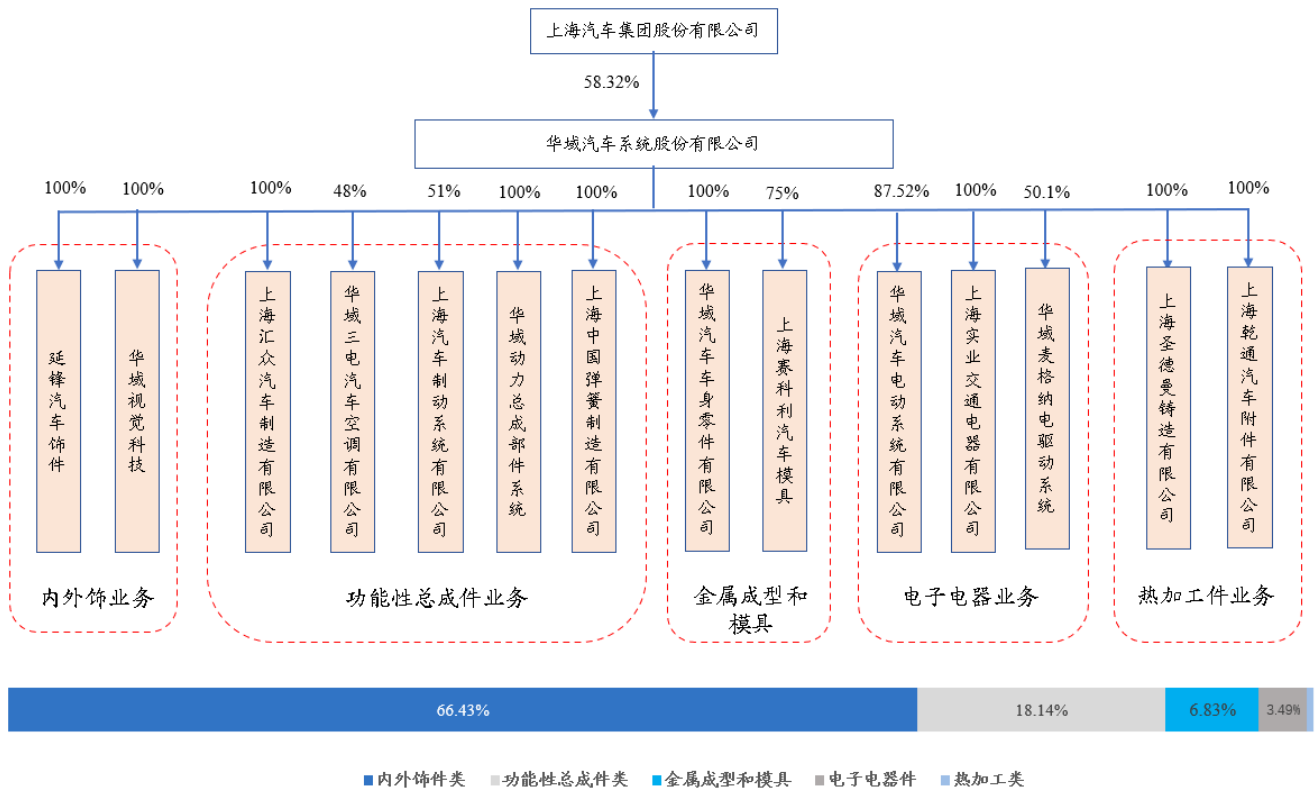 上海汽车集团股份有限公司
58.32%
华域汽车系统股份有限公司
100%
100%
100%
48%
51%
100%
100%
100%
75%
87.52%
100%
50.1%
100%
100%
延锋汽车饰件
华域视觉科技
上海汇众汽车制造有限公司
华域三电汽车空调有限公司
上海汽车制动系统有限公司
华域动力总成部件系统
上海中国弹簧制造有限公司
华域汽车车身零件有限公司
上海赛科利汽车模具
华域汽车电动系统有限公司
上海实业交通电器有限公司
华域麦格纳电驱动系统
上海圣德曼铸造有限公司
上海乾通汽车附件有限公司
内外饰业务
功能性总成件业务
金属成型和
模具
电子电器业务
热加工件业务
66.43%
18.14%
6.83%
3.49%
内外饰件类
功能性总成件类
金属成型和模具
电子电器件
热加工类